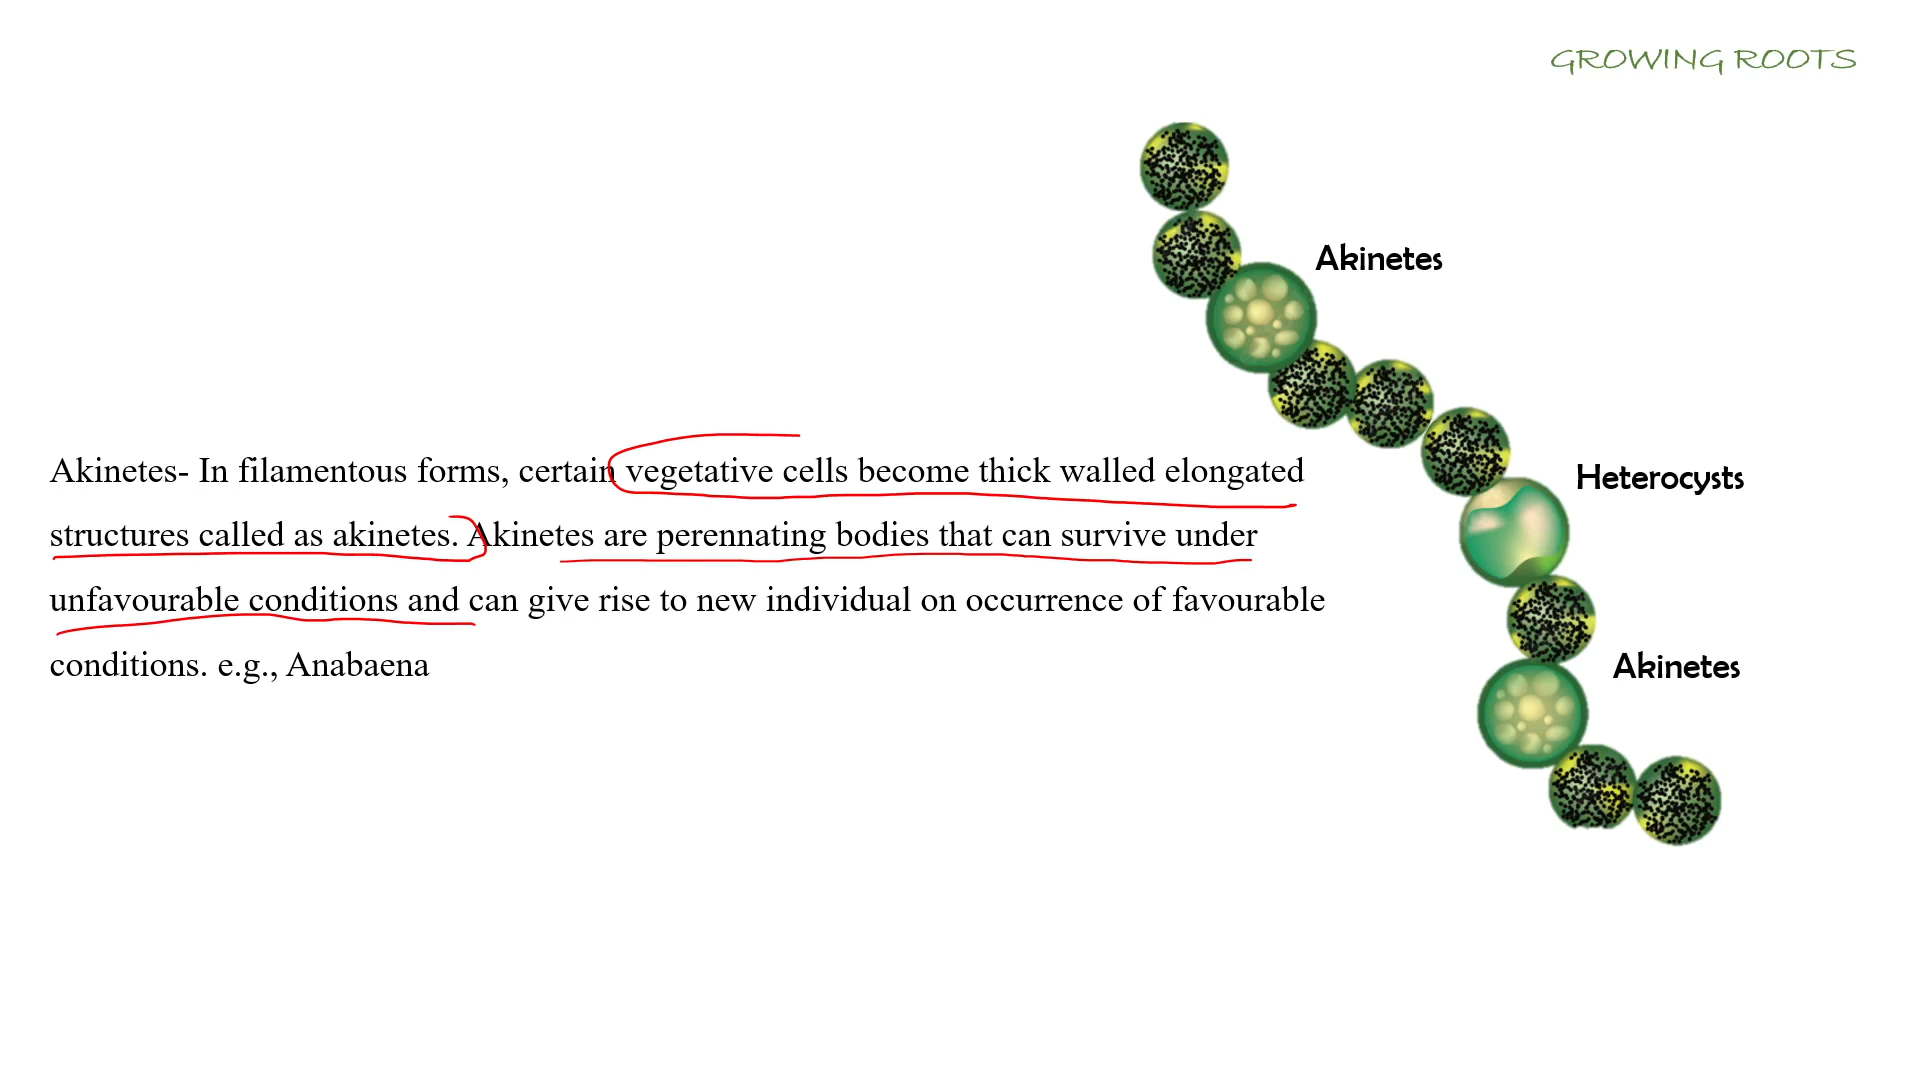 GROWING ROOTS
Akinetes
Akinetes- In filamentous forms, certain vegetative cells become thick walled elongated
structures called as akinetes. Akinetes are perennating bodies that can survive under
unfavourable conditions and can give rise to new individual on occurrence of favourable
conditions. e.g., Anabaena
Heterocysts
Akinetes